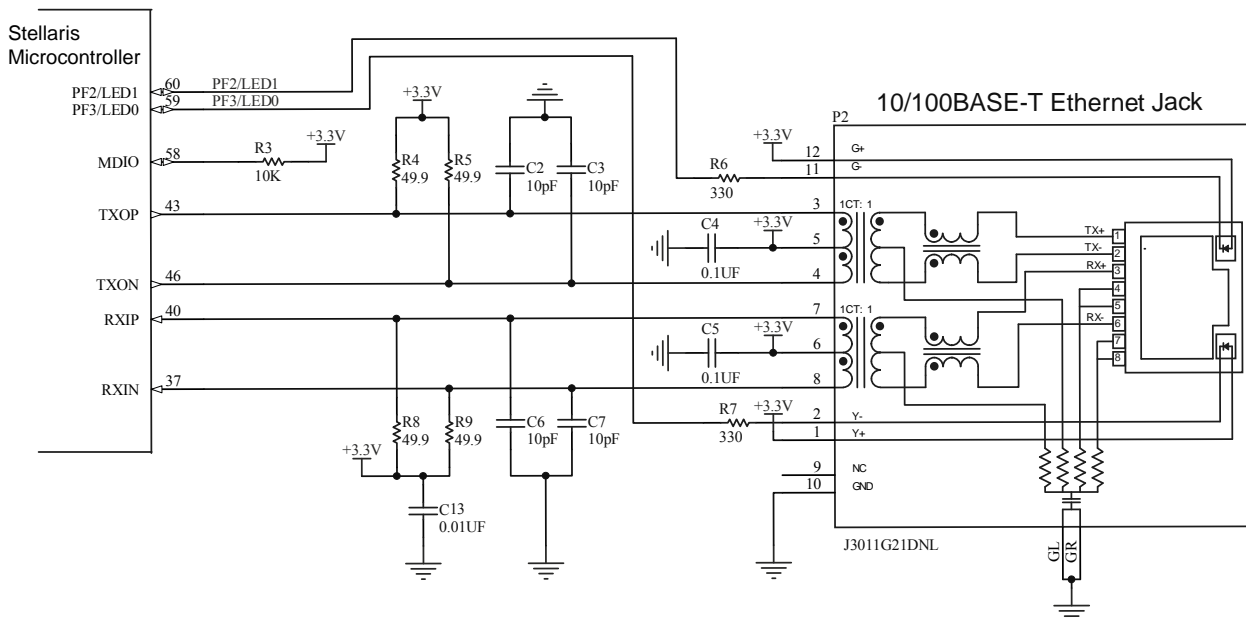 Stellaris
Microcontroller
PF2/LED1
60
PF2/LED1
PF3/LED0
59
PF3/LED0
MDIO
58
R3
10K
+3.3V
TXOP
43
TXON
46
RXIP
40
RXIN
37
+3.3V
R4
49.9
R5
49.9
C2
10pF
C3
10pF
R8
49.9
R9
49.9
+3.3V
C13
0.01UF
C6
10pF
C7
10pF
C4
0.1UF
+3.3V
C5
0.1UF
+3.3V
R6
330
+3.3V
R7
330
+3.3V
10/100BASE-T Ethernet Jack
P2
12
G+
11
G-
3
1CT: 1
5
4
7
1CT: 1
6
8
2
Y-
1
Y+
9
NC
10
GND
TX+
1
TX-
2
RX+
3
4
5
RX-
6
7
8
J3011G21DNL
GL
GR